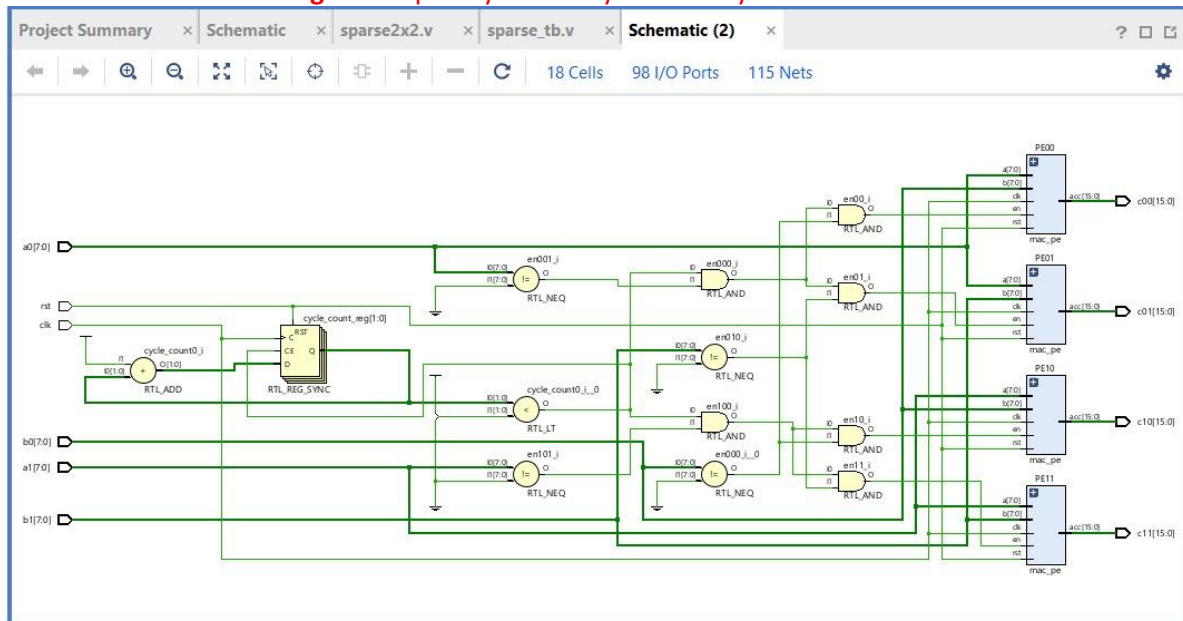 Project Summary × Schematic × sparse2x2.v × sparse_tb.v × Schematic (2) × ?
18 Cells 98 I/O Ports 115 Nets
PE00
a[7:0]
b[7:0]
clk
en
rst
acc[15:0]
c00[15:0]
mac_pe
en00_i
I0
I1
O
RTL_AND
a0[7:0]
en001_i
I0[7:0]
I1[7:0]
!=
O
RTL_NEQ
en000_i
I0
I1
O
RTL_AND
en01_i
I0
I1
O
RTL_AND
PE01
a[7:0]
b[7:0]
clk
en
rst
acc[15:0]
c01[15:0]
mac_pe
rst
clk
cycle_count_reg[1:0]
RST
C
CE
D
Q
RTL_REG_SYNC
cycle_count0_i
I1
I0[1:0]
+
O[1:0]
RTL_ADD
en010_i
I0[7:0]
I1[7:0]
!=
O
RTL_NEQ
cycle_count0_i__0
I0[1:0]
I1[1:0]
<
O
RTL_LT
en100_i
I0
I1
O
RTL_AND
en10_i
I0
I1
O
RTL_AND
PE10
a[7:0]
b[7:0]
clk
en
rst
acc[15:0]
c10[15:0]
mac_pe
b0[7:0]
a1[7:0]
en101_i
I0[7:0]
I1[7:0]
!=
O
RTL_NEQ
en000_i__0
I0[7:0]
I1[7:0]
!=
O
RTL_NEQ
en11_i
I0
I1
O
RTL_AND
PE11
a[7:0]
b[7:0]
clk
en
rst
acc[15:0]
c11[15:0]
mac_pe
b1[7:0]